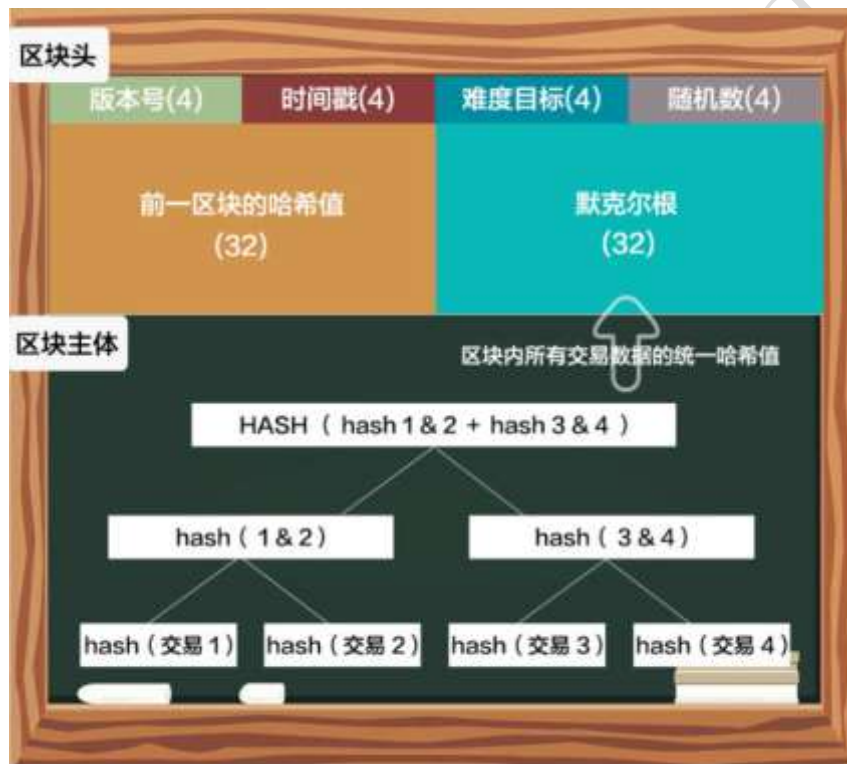 区块头
版本号(4) 时间戳(4) 难度目标(4) 随机数(4)
前一区块的哈希值
(32)
默克尔根
(32)
区块主体
区块内所有交易数据的统一哈希值
HASH ( hash 1 & 2 + hash 3 & 4 )
hash ( 1 & 2 ) hash ( 3 & 4 )
hash ( 交易 1 ) hash ( 交易 2 ) hash ( 交易 3 ) hash ( 交易 4 )